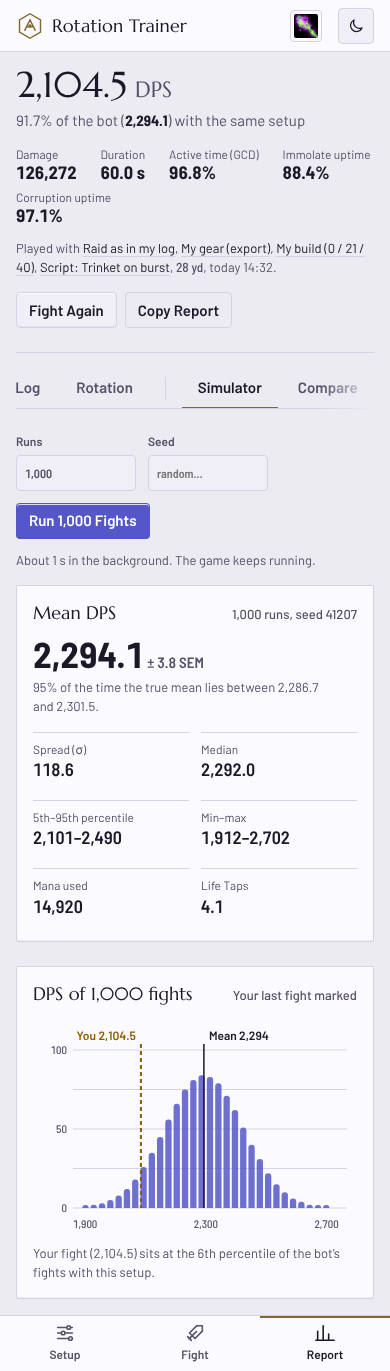 Rotation Trainer
2,104.5 DPS
91.7% of the bot (2,294.1) with the same setup
Damage Duration Active time (GCD) Immolate uptime
126,272 60.0 s 96.8% 88.4%
Corruption uptime
97.1%
Played with Raid as in my log, My gear (export), My build (0 / 21 /
40), Script: Trinket on burst, 28 yd, today 14:32.
Fight Again Copy Report
Log Rotation Simulator Compare
Runs Seed
1,000 random...
Run 1,000 Fights
About 1 s in the background. The game keeps running.
Mean DPS 1,000 runs, seed 41207
2,294.1 ± 3.8 SEM
95% of the time the true mean lies between 2,286.7
and 2,301.5.
Spread (σ) Median
118.6 2,292.0
5th–95th percentile Min–max
2,101–2,490 1,912–2,702
Mana used Life Taps
14,920 4.1
DPS of 1,000 fights Your last fight marked
You 2,104.5 Mean 2,294
100
50
0
1,900 2,300 2,700
Your fight (2,104.5) sits at the 6th percentile of the bot's
fights with this setup.
Setup Fight Report